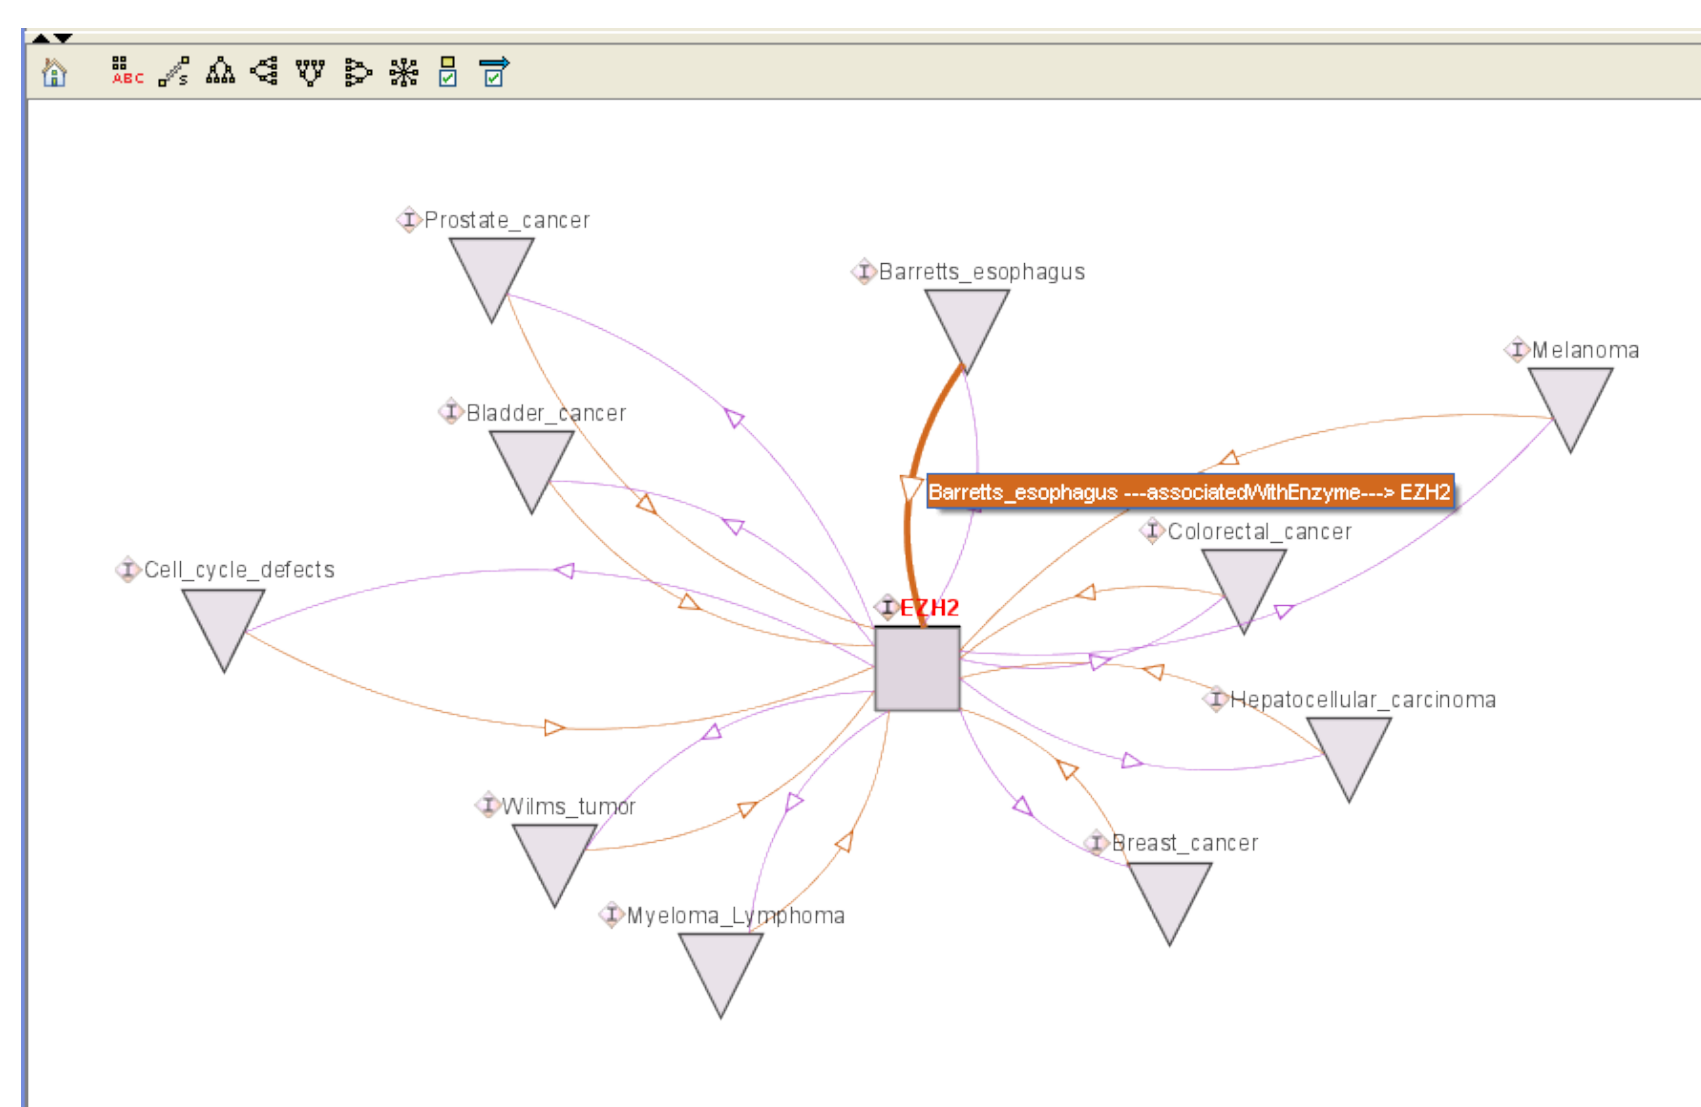 ABC S
I Prostate_cancer
I Barretts_esophagus
I Melanoma
I Bladder_cancer
Barretts_esophagus ---associatedWithEnzyme---> EZH2
I Colorectal_cancer
I Cell_cycle_defects
I EZH2
I Hepatocellular_carcinoma
I Wilms_tumor
I Breast_cancer
I Myeloma_Lymphoma